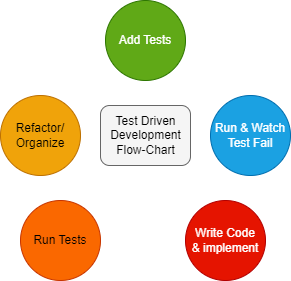 Add Tests
Refactor/
Organize
Test Driven
Development
Flow-Chart
Run & Watch
Test Fail
Run Tests
Write Code
& implement